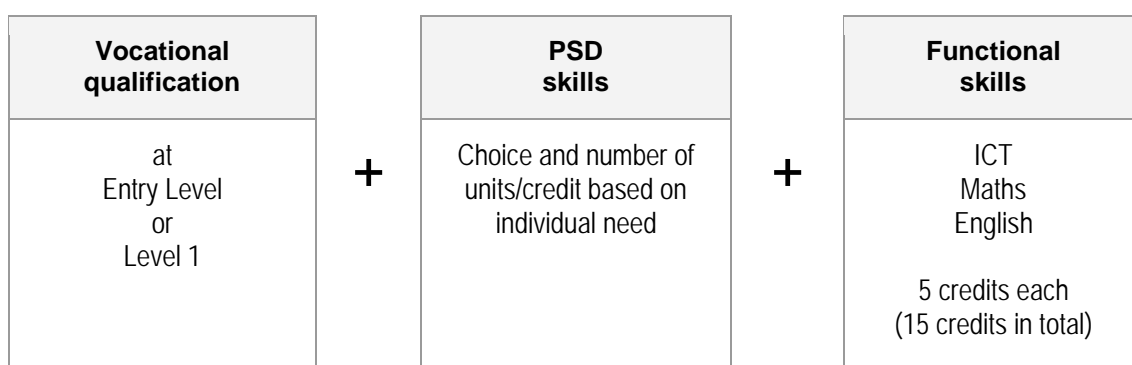 Vocational
qualification
at
Entry Level
or
Level 1
+
PSD
skills
Choice and number of
units/credit based on
individual need
+
Functional
skills
ICT
Maths
English
5 credits each
(15 credits in total)